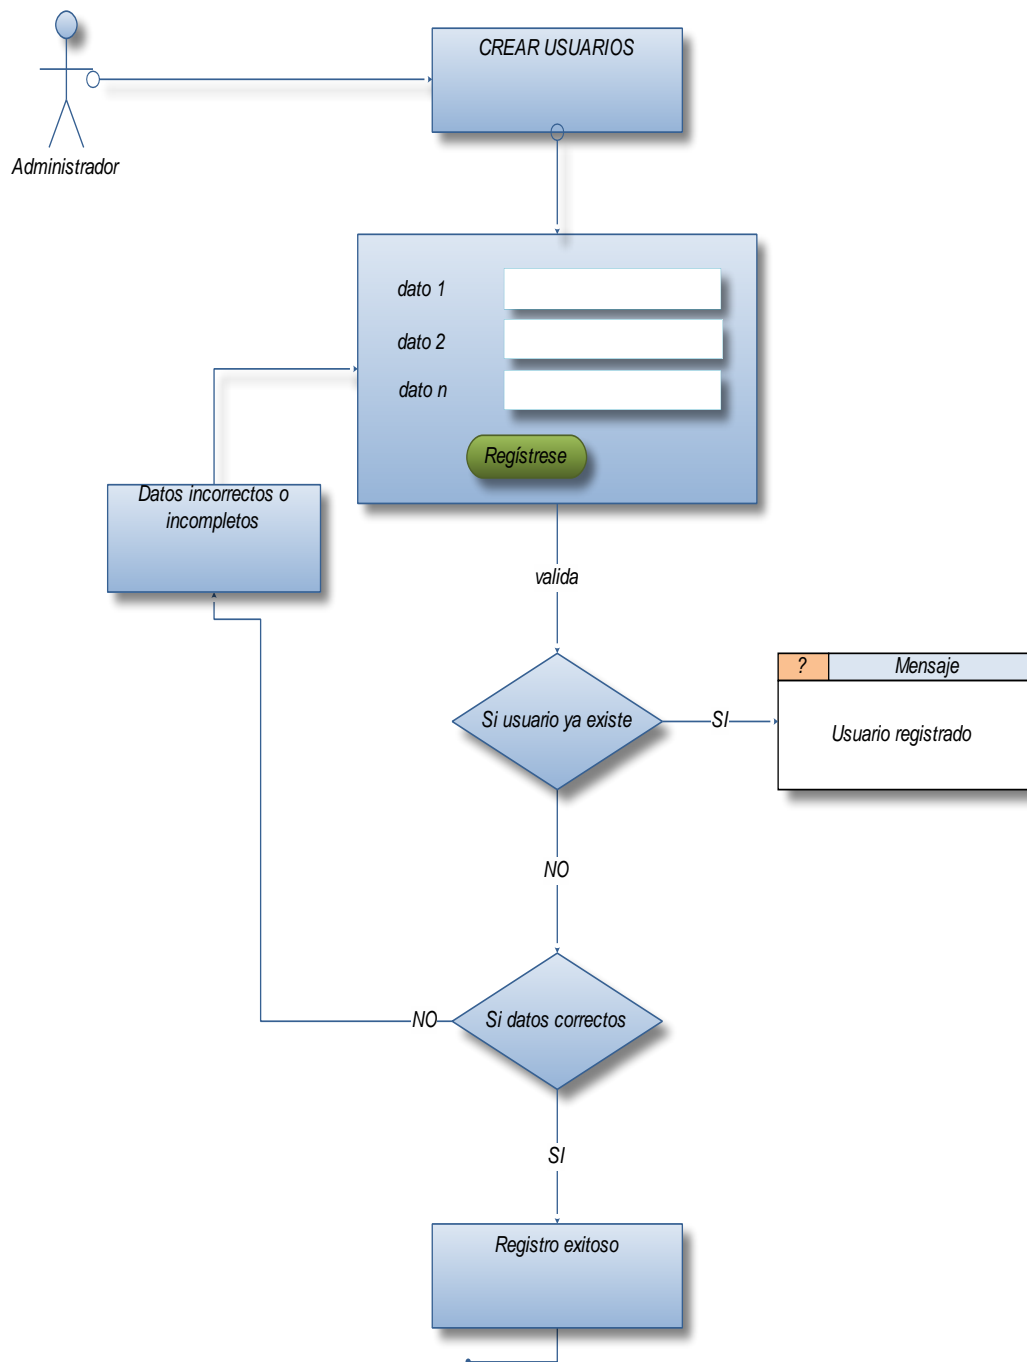 CREAR USUARIOS
Administrador
dato 1
dato 2
dato n
Regístrese
Datos incorrectos o
incompletos
valida
? Mensaje
Si usuario ya existe
SI
Usuario registrado
NO
NO
Si datos correctos
SI
Registro exitoso